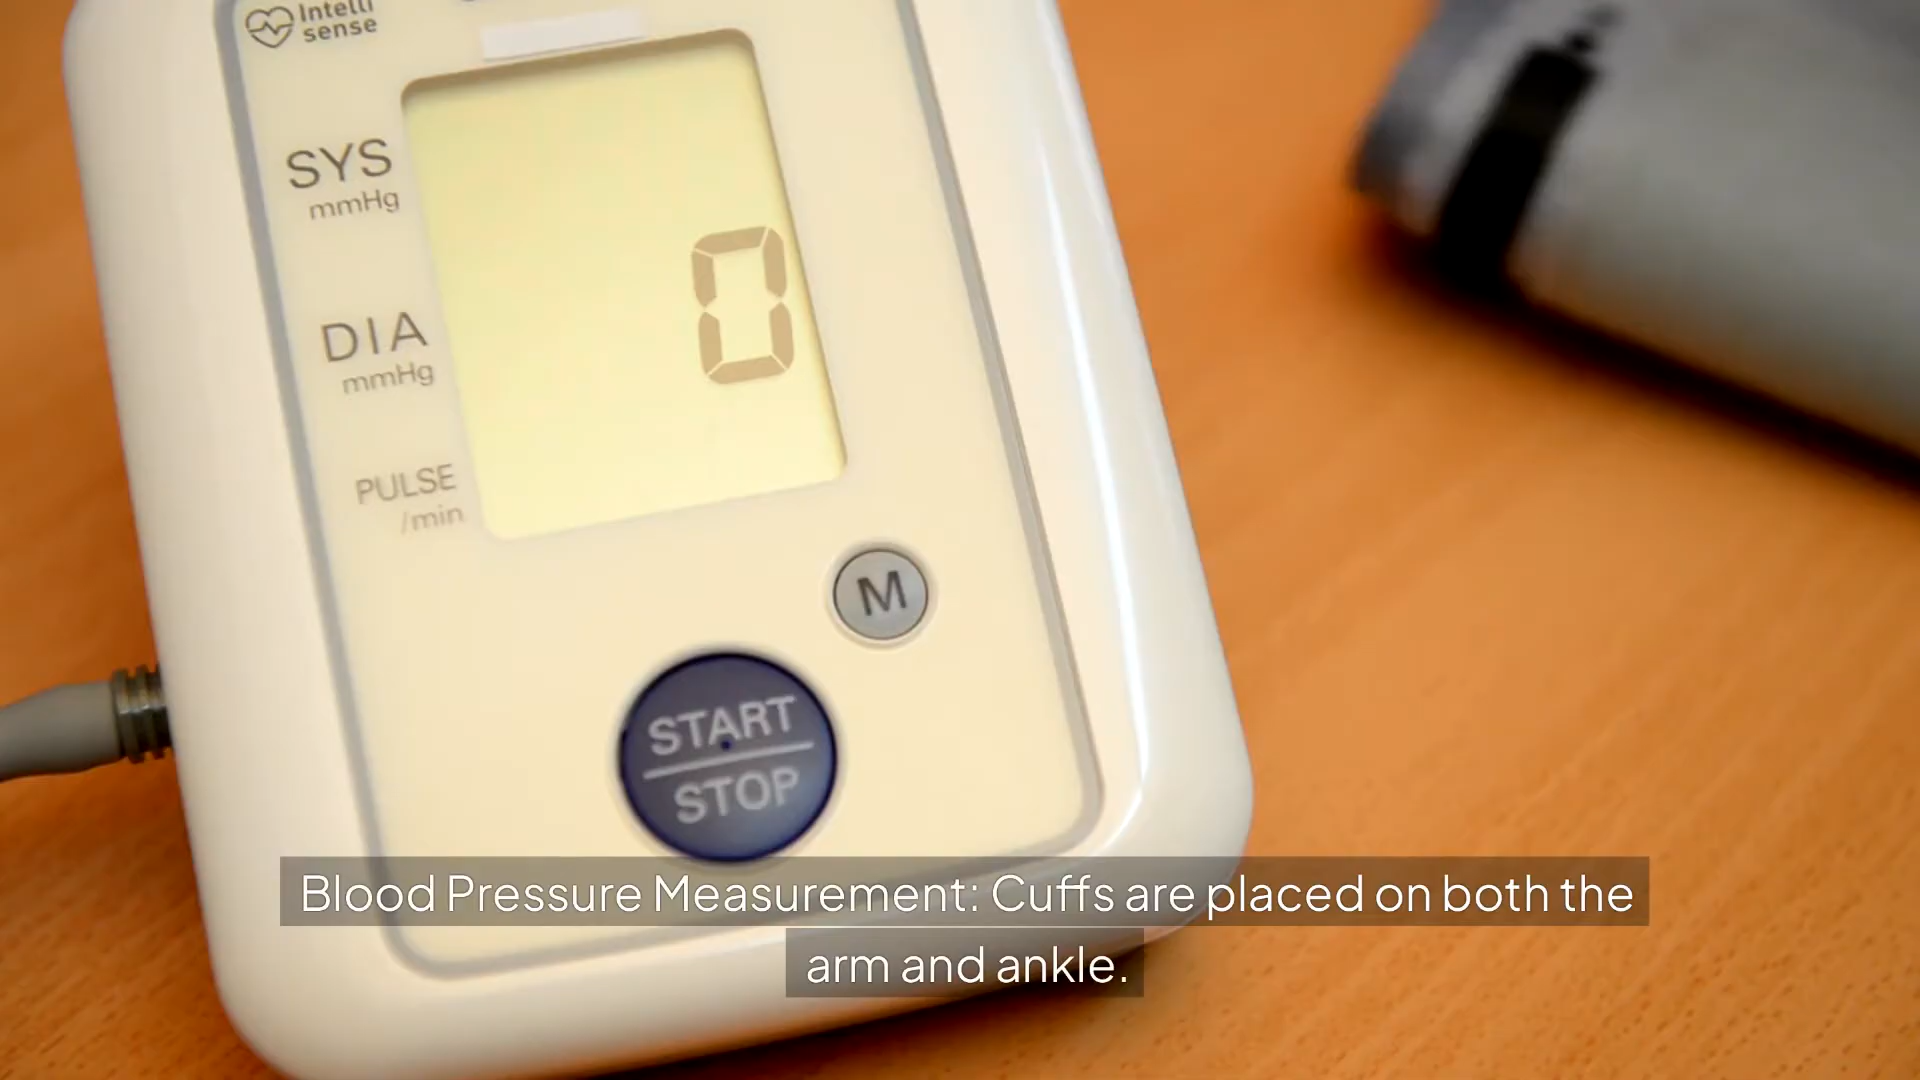 Intelli
sense
SYS
mmHg
0
DIA
mmHg
PULSE
/min
M
START
STOP
Blood Pressure Measurement: Cuffs are placed on both the
arm and ankle.